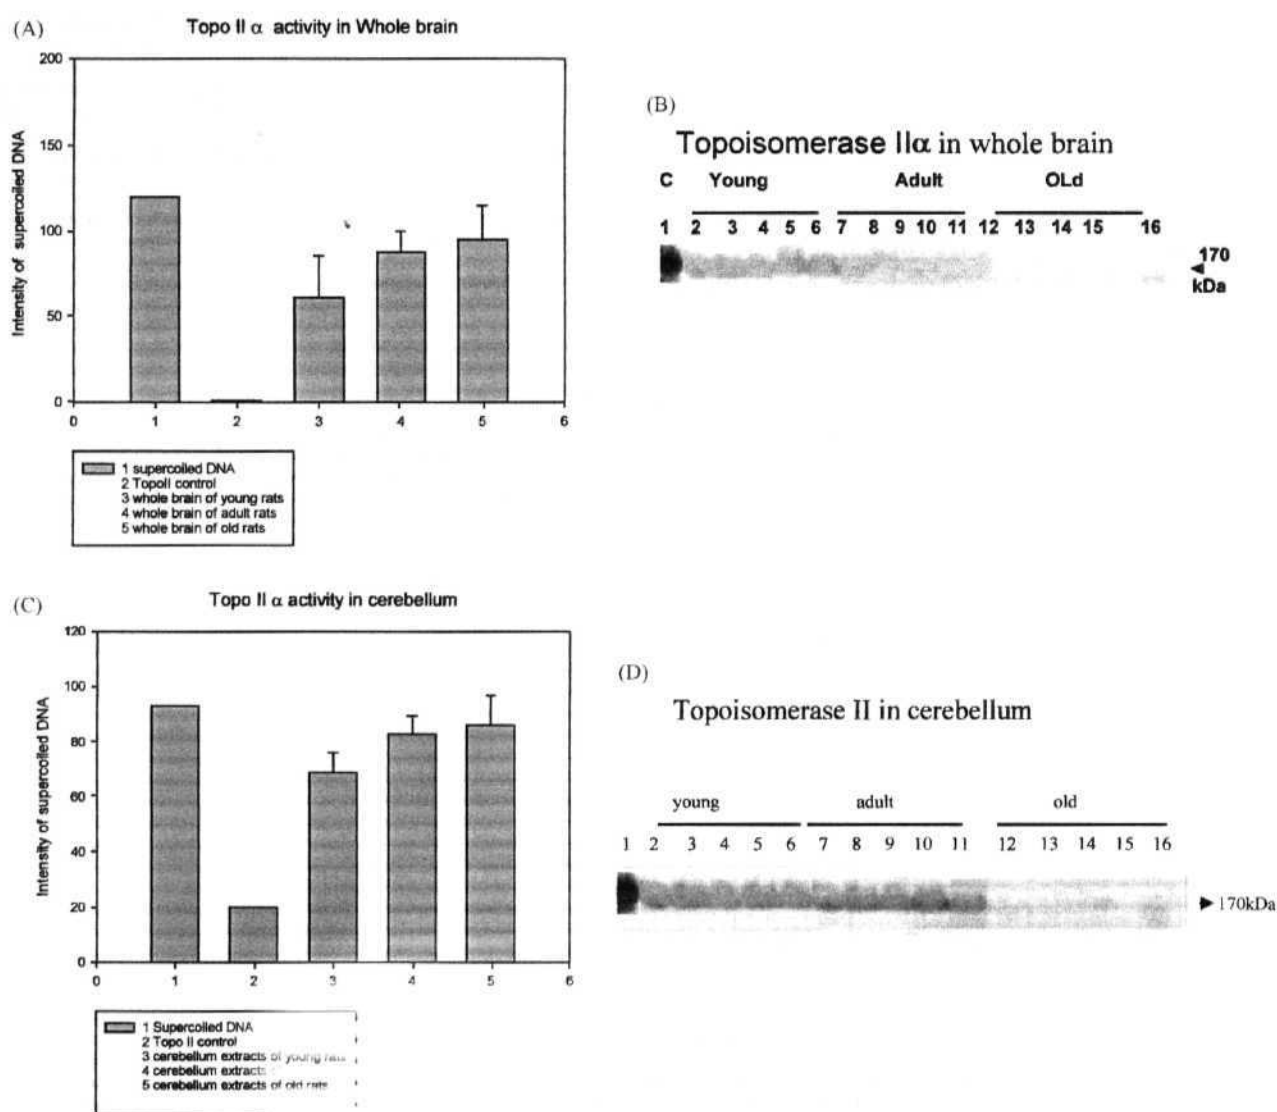 (A)
Topo II α activity in Whole brain
Intensity of supercoiled DNA
200
150
100
50
0
0 1 2 3 4 5 6
1 supercoiled DNA
2 TopoII control
3 whole brain of young rats
4 whole brain of adult rats
5 whole brain of old rats
(B)
Topoisomerase IIα in whole brain
C Young Adult OLd
1 2 3 4 5 6 7 8 9 10 11 12 13 14 15 16
170
kDa
(C)
Topo II α activity in cerebellum
Intensity of supercoiled DNA
120
100
80
60
40
20
0
0 1 2 3 4 5 6
1 Supercoiled DNA
2 Topo II control
3 cerebellum extracts of young rats
4 cerebellum extracts
5 cerebellum extracts of old rats
(D)
Topoisomerase II in cerebellum
young adult old
1 2 3 4 5 6 7 8 9 10 11 12 13 14 15 16
170kDa